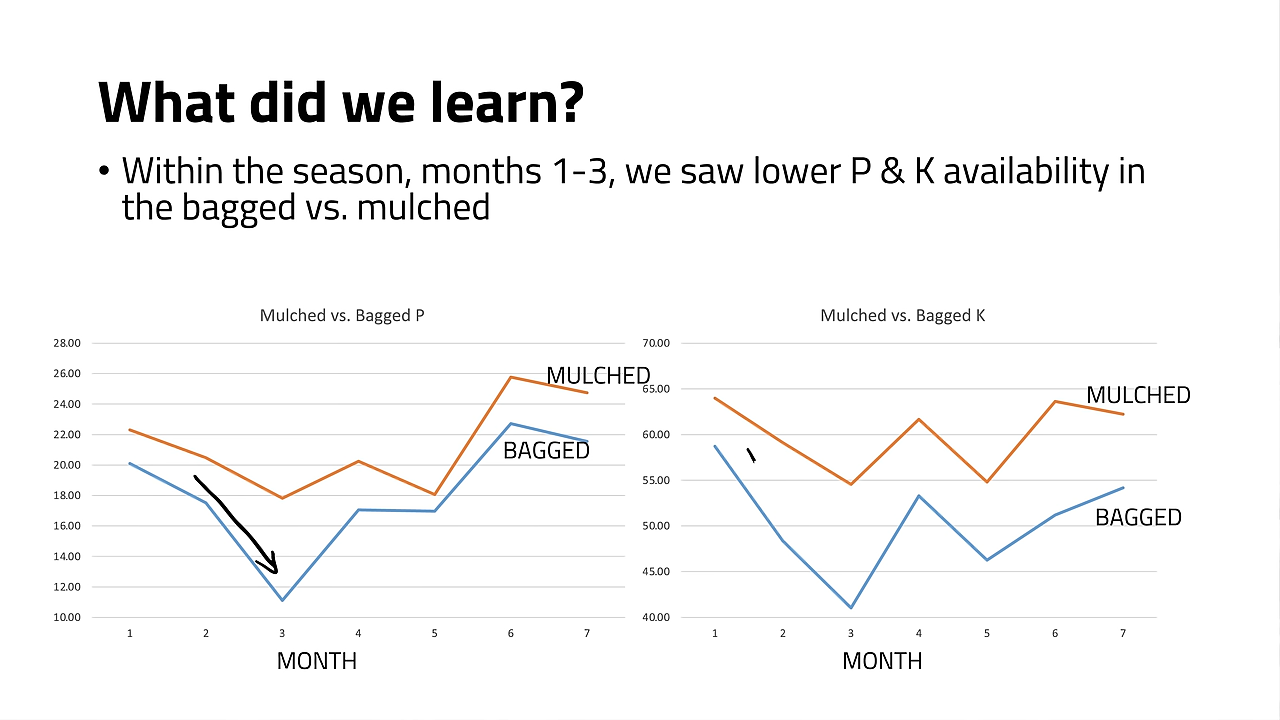 What did we learn?
• Within the season, months 1-3, we saw lower P & K availability in
the bagged vs. mulched
Mulched vs. Bagged P
28.00
26.00
24.00
22.00
20.00
18.00
16.00
14.00
12.00
10.00
MULCHED
BAGGED
1 2 3 4 5 6 7
MONTH
Mulched vs. Bagged K
70.00
65.00
60.00
55.00
50.00
45.00
40.00
MULCHED
BAGGED
1 2 3 4 5 6 7
MONTH